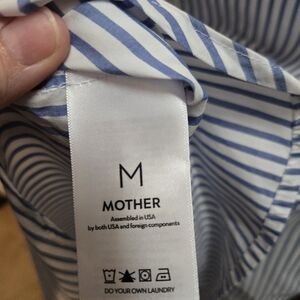 M
MOTHER
Assembled in USA
by both USA and foreign components
DO YOUR OWN LAUNDRY